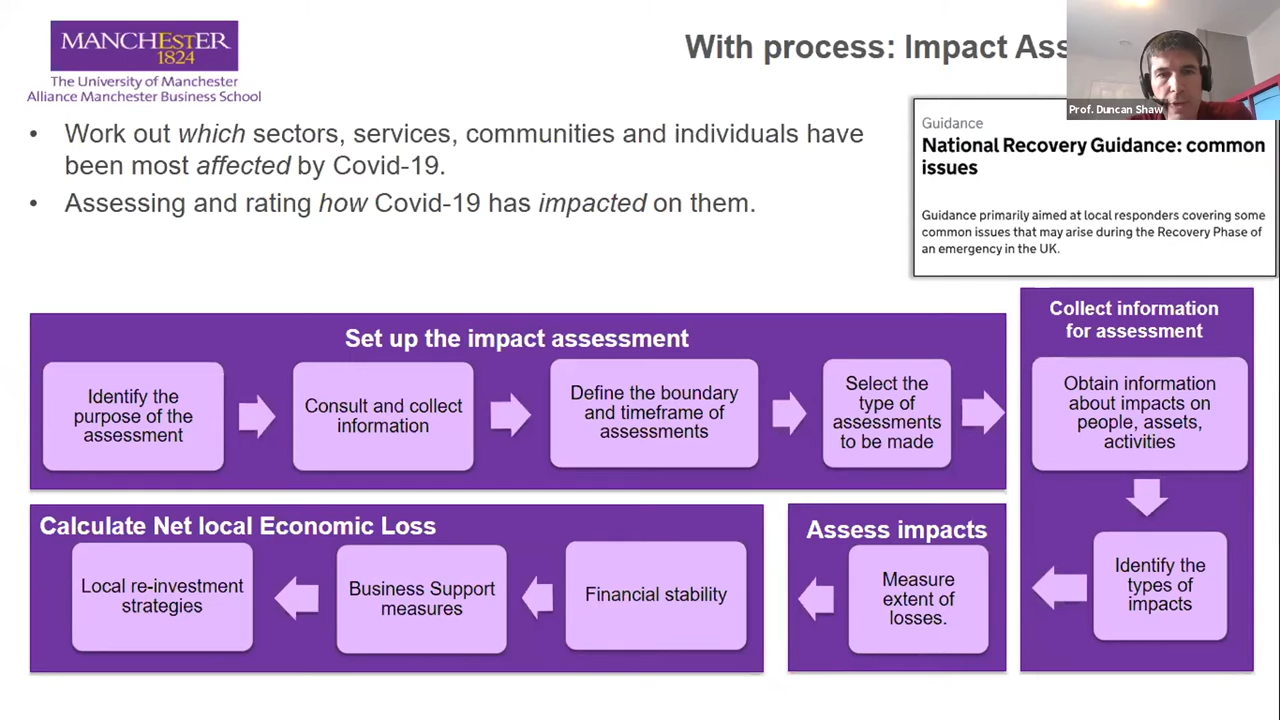 MANCHESTER
1824
The University of Manchester
Alliance Manchester Business School
With process: Impact Ass
Prof. Duncan Shaw
• Work out which sectors, services, communities and individuals have
been most affected by Covid-19.
• Assessing and rating how Covid-19 has impacted on them.
Guidance
National Recovery Guidance: common
issues
Guidance primarily aimed at local responders covering some
common issues that may arise during the Recovery Phase of
an emergency in the UK.
Set up the impact assessment
Identify the
purpose of the
assessment
Consult and collect
information
Define the boundary
and timeframe of
assessments
Select the
type of
assessments
to be made
Collect information
for assessment
Obtain information
about impacts on
people, assets,
activities
Identify the
types of
impacts
Assess impacts
Measure
extent of
losses.
Calculate Net local Economic Loss
Financial stability
Business Support
measures
Local re-investment
strategies